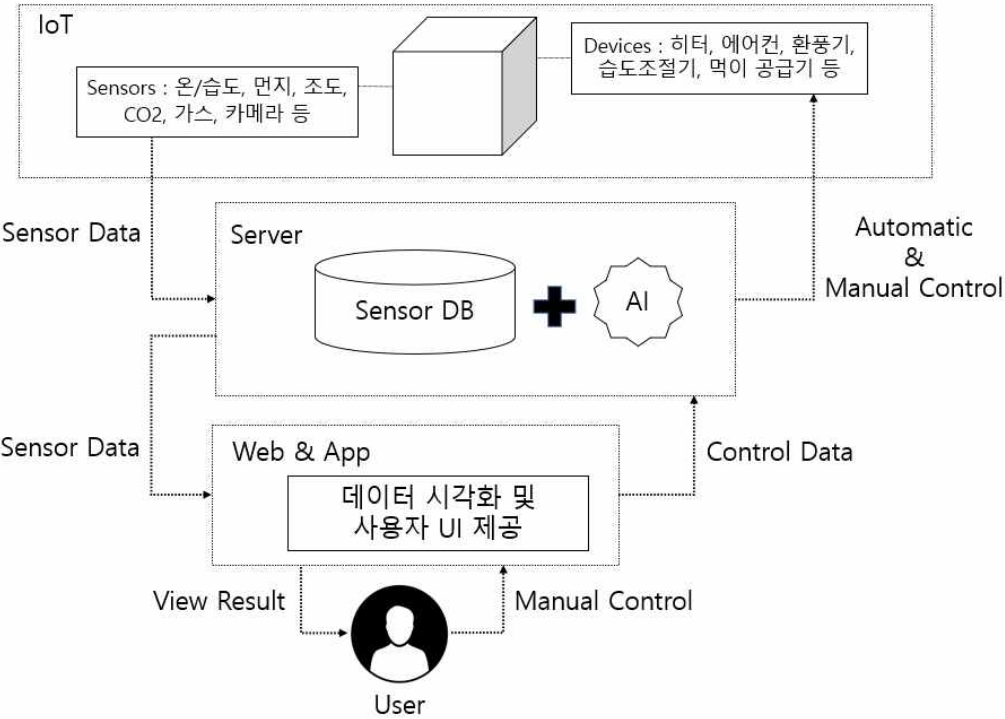 IoT
Sensors : 온/습도, 먼지, 조도,
CO2, 가스, 카메라 등
Devices : 히터, 에어컨, 환풍기,
습도조절기, 먹이 공급기 등
Sensor Data
Server
Sensor DB
AI
Automatic
&
Manual Control
Sensor Data
Web & App
데이터 시각화 및
사용자 UI 제공
Control Data
View Result
Manual Control
User